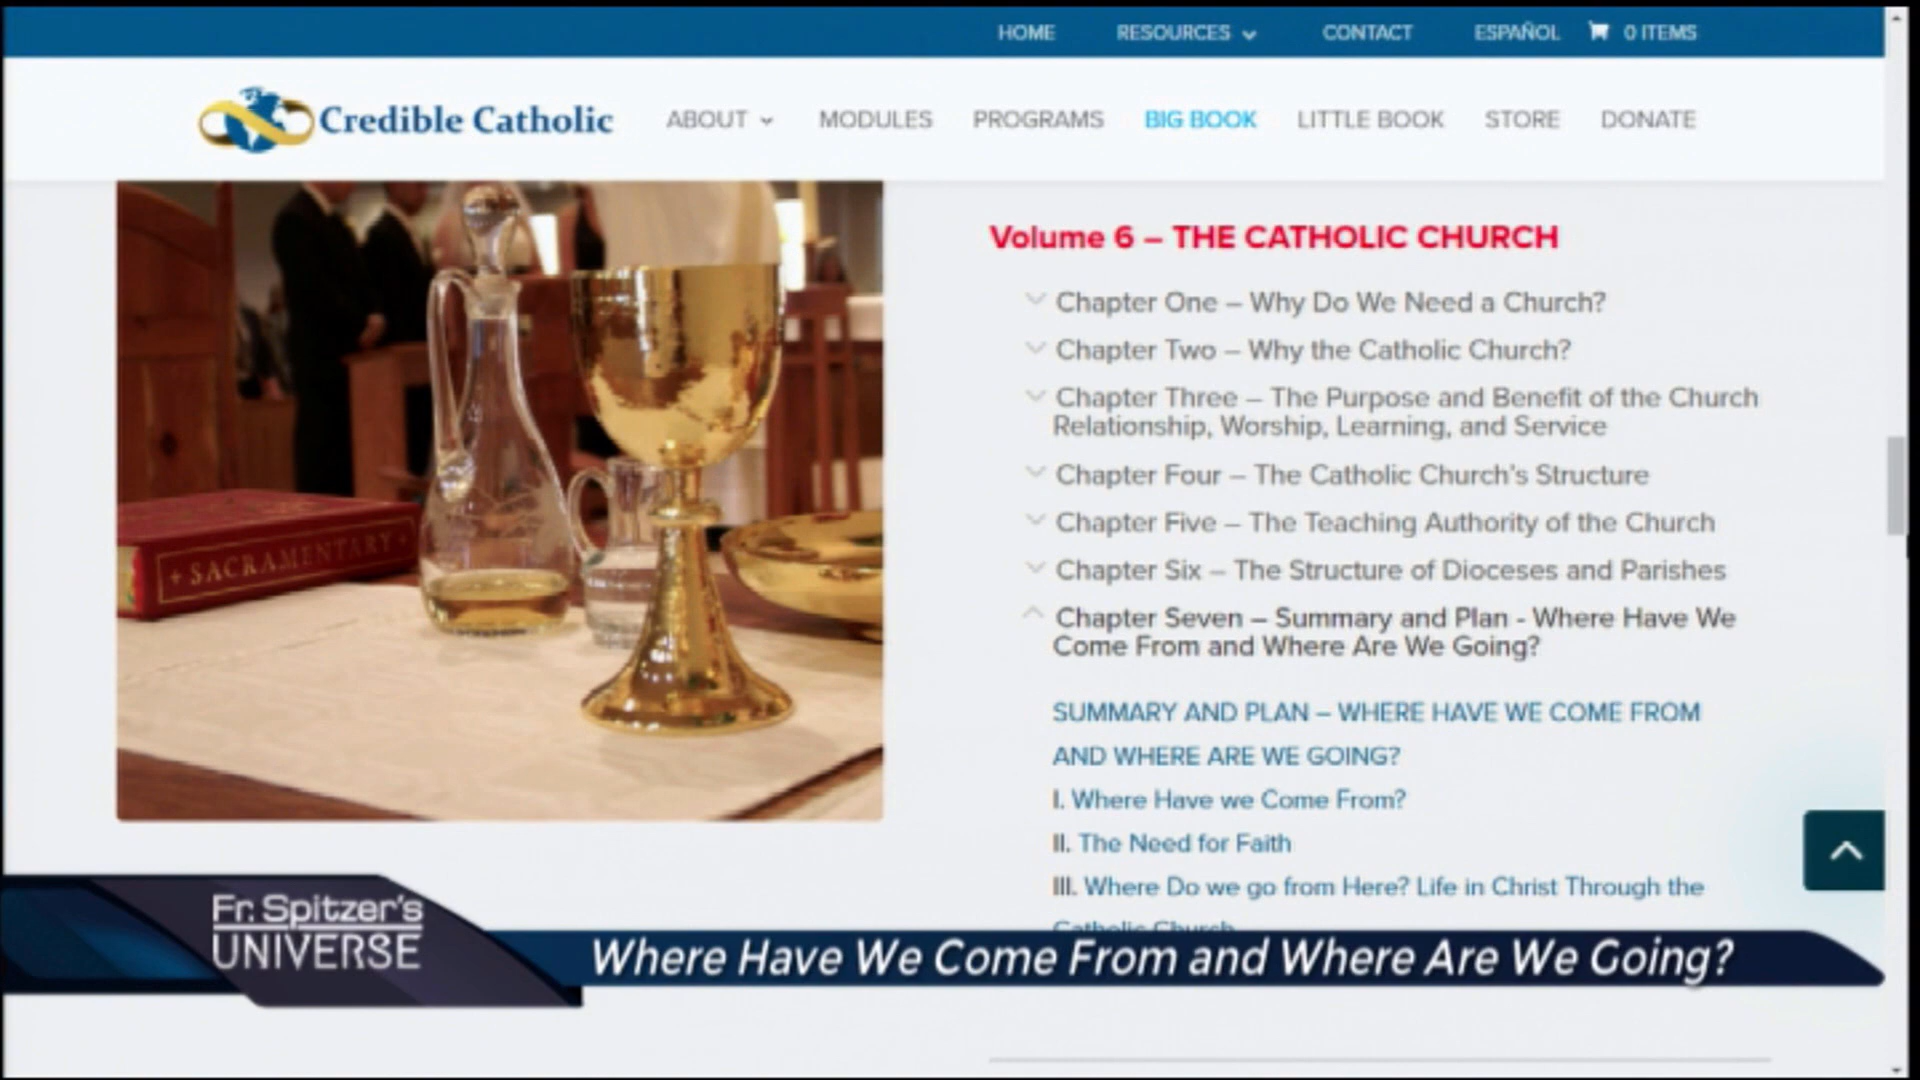 HOME RESOURCES CONTACT ESPAÑOL 0 ITEMS
Credible Catholic ABOUT MODULES PROGRAMS BIG BOOK LITTLE BOOK STORE DONATE
+ SACRAMENTARY +
Volume 6 – THE CATHOLIC CHURCH
Chapter One – Why Do We Need a Church?
Chapter Two – Why the Catholic Church?
Chapter Three – The Purpose and Benefit of the Church
Relationship, Worship, Learning, and Service
Chapter Four – The Catholic Church's Structure
Chapter Five – The Teaching Authority of the Church
Chapter Six – The Structure of Dioceses and Parishes
Chapter Seven – Summary and Plan - Where Have We
Come From and Where Are We Going?
SUMMARY AND PLAN – WHERE HAVE WE COME FROM
AND WHERE ARE WE GOING?
I. Where Have we Come From?
II. The Need for Faith
III. Where Do we go from Here? Life in Christ Through the
Catholic Church
Fr. Spitzer's
UNIVERSE
Where Have We Come From and Where Are We Going?